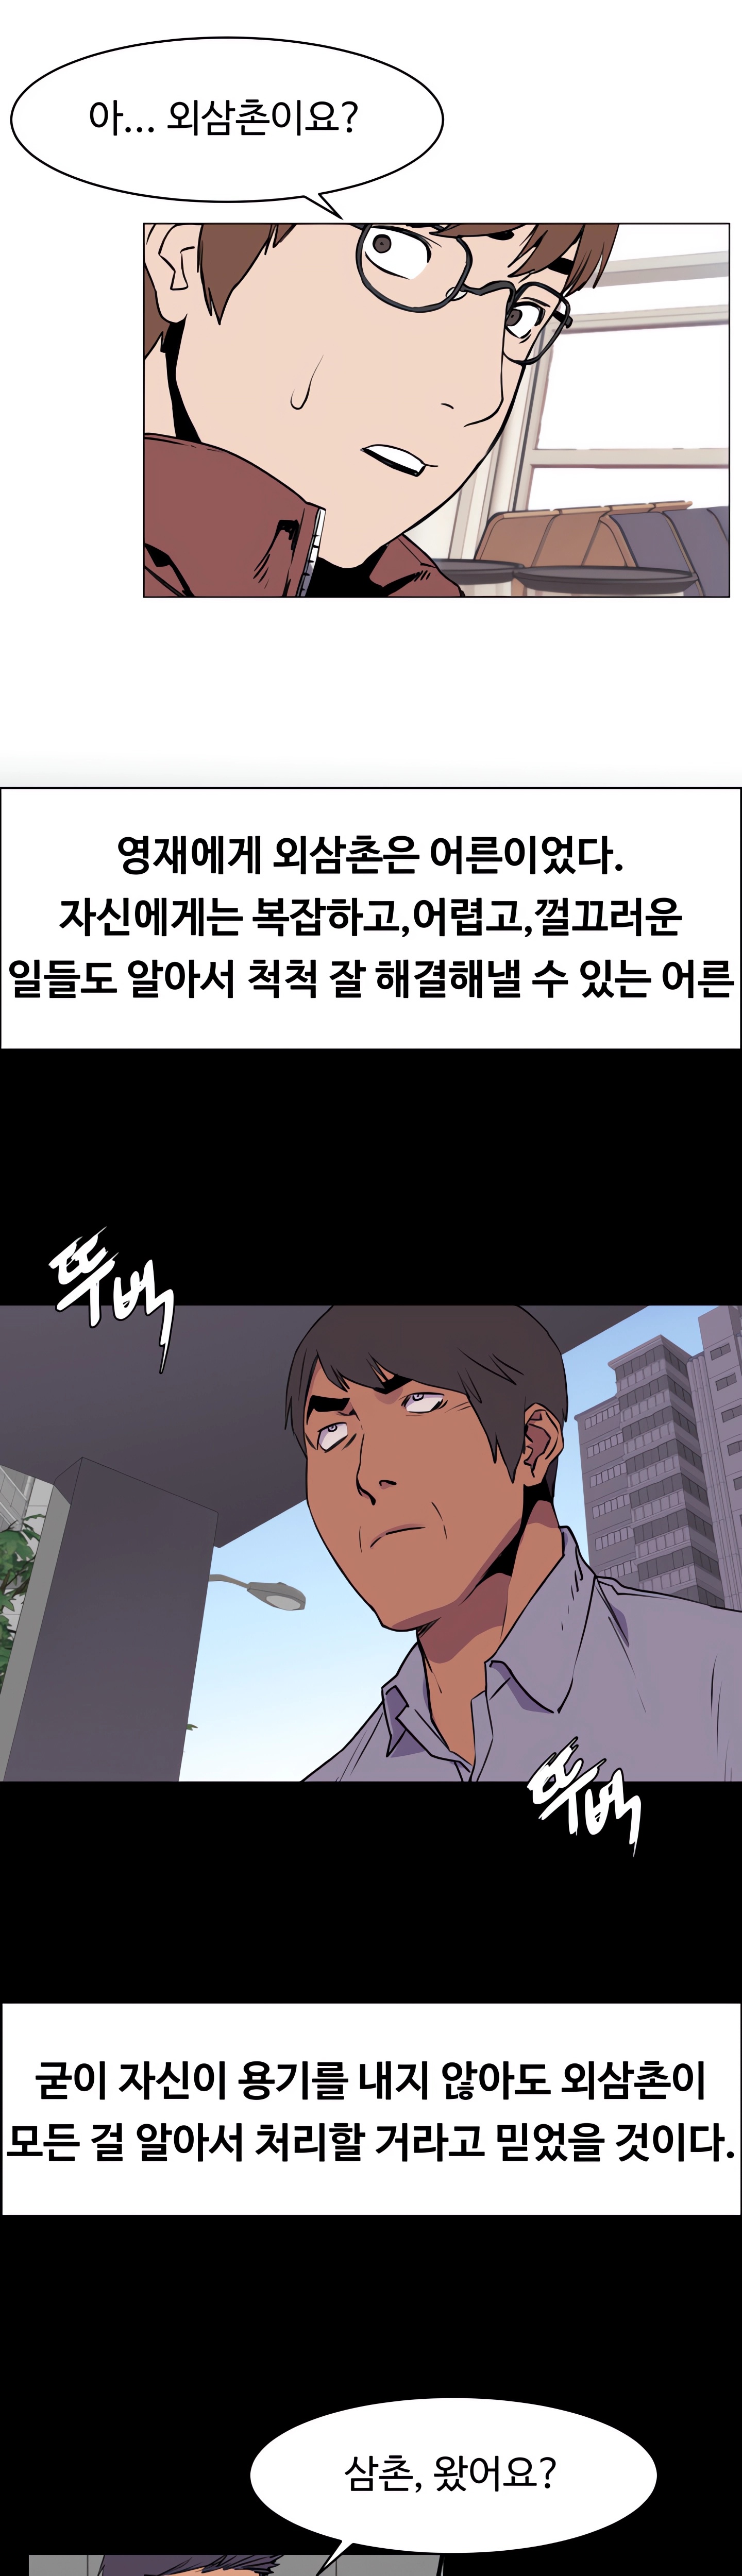 아... 외삼촌이요?
영재에게 외삼촌은 어른이었다.
자신에게는 복잡하고,어렵고,껄끄러운
일들도 알아서 척척 잘 해결해낼 수 있는 어른
뚜벅
뚜벅
굳이 자신이 용기를 내지 않아도 외삼촌이
모든 걸 알아서 처리할 거라고 믿었을 것이다.
삼촌, 왔어요?